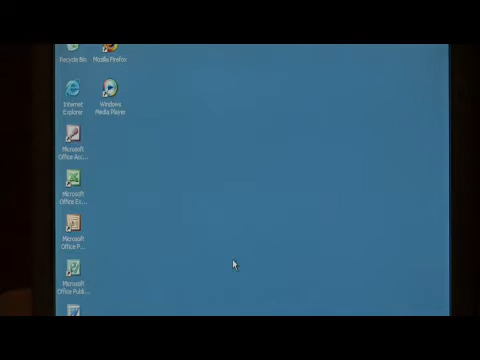 Recycle Bin
Mozilla Firefox
Internet
Explorer
Windows
Media Player
Microsoft
Office Acc...
Microsoft
Office Ex...
Microsoft
Office P...
Microsoft
Office Publi...